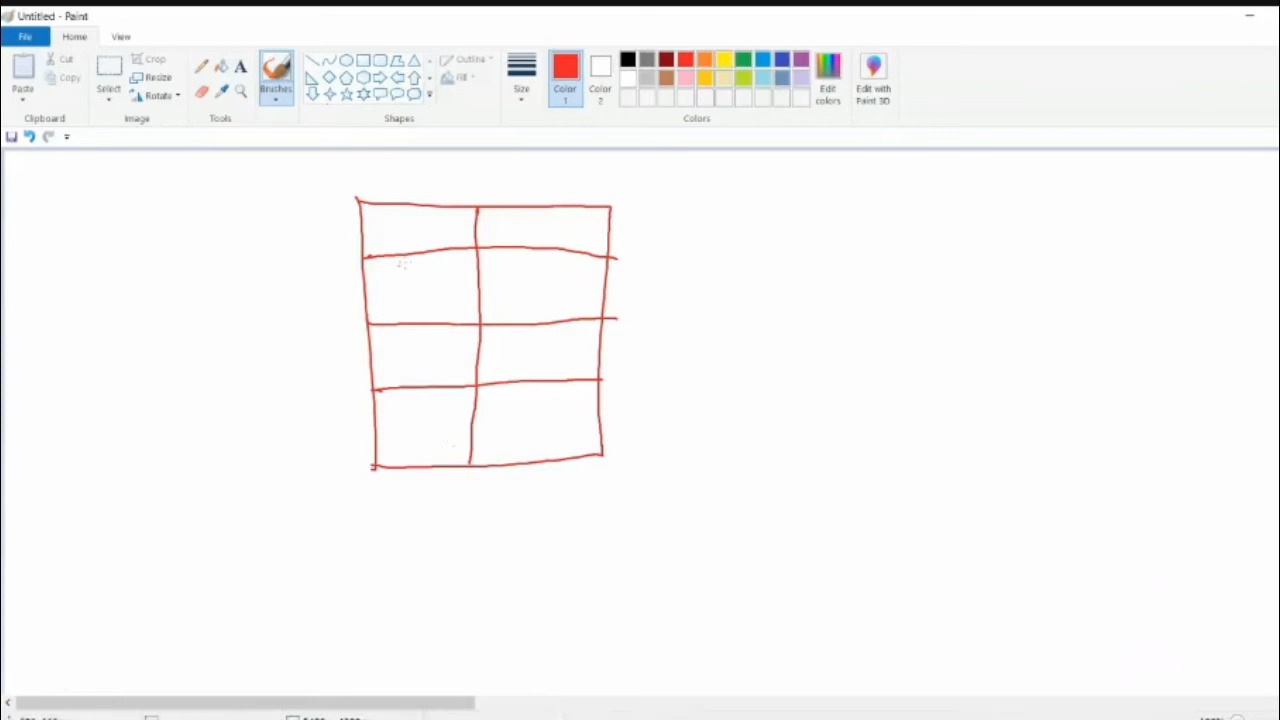 Untitled - Paint
File Home View
Cut Crop Outline
Copy Resize Fill
Paste Select Rotate Brushes Size Color 1 Color 2 Edit colors Edit with Paint 3D
Clipboard Image Tools Shapes Colors